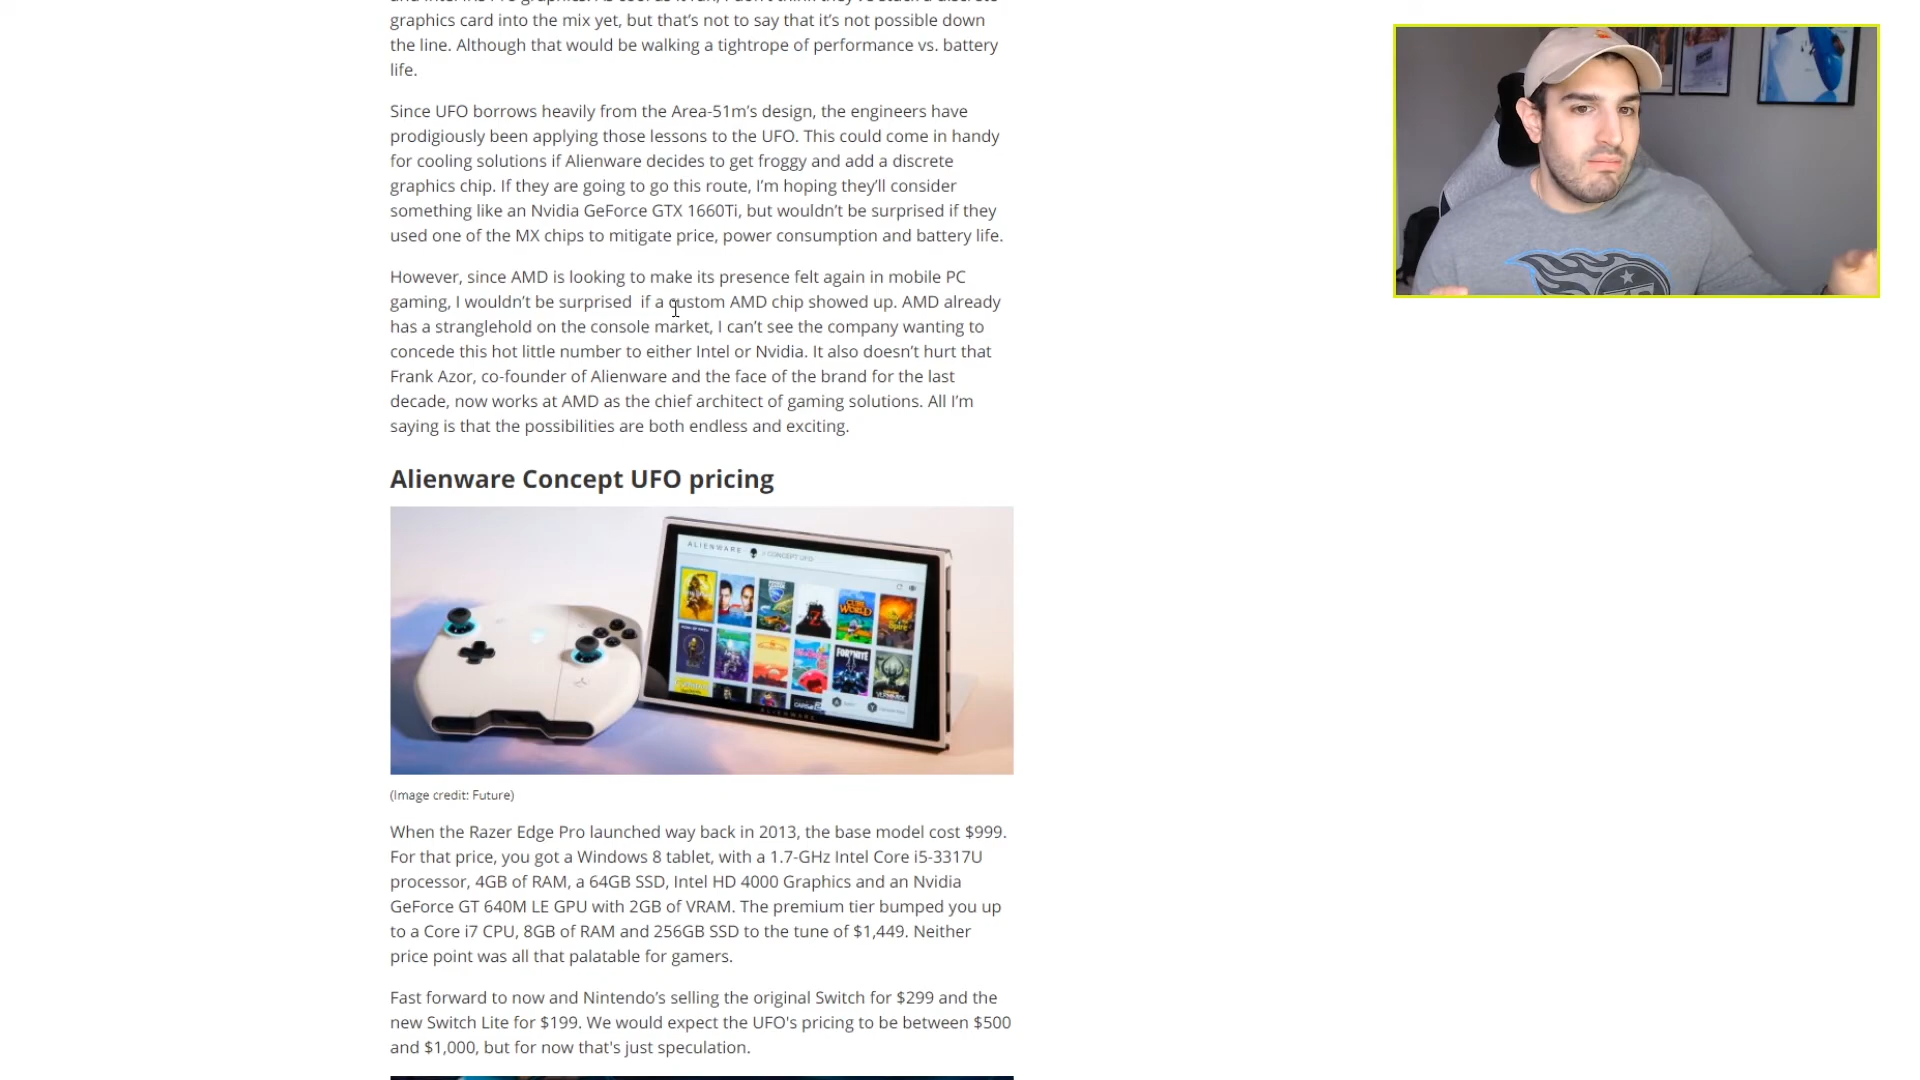 graphics card into the mix yet, but that’s not to say that it’s not possible down
the line. Although that would be walking a tightrope of performance vs. battery
life.
Since UFO borrows heavily from the Area-51m’s design, the engineers have
prodigiously been applying those lessons to the UFO. This could come in handy
for cooling solutions if Alienware decides to get froggy and add a discrete
graphics chip. If they are going to go this route, I’m hoping they’ll consider
something like an Nvidia GeForce GTX 1660Ti, but wouldn’t be surprised if they
used one of the MX chips to mitigate price, power consumption and battery life.
However, since AMD is looking to make its presence felt again in mobile PC
gaming, I wouldn’t be surprised  if a custom AMD chip showed up. AMD already
has a stranglehold on the console market, I can’t see the company wanting to
concede this hot little number to either Intel or Nvidia. It also doesn’t hurt that
Frank Azor, co-founder of Alienware and the face of the brand for the last
decade, now works at AMD as the chief architect of gaming solutions. All I’m
saying is that the possibilities are both endless and exciting.
Alienware Concept UFO pricing
ALIENWARE CONCEPT UFO
FORTNITE
ALIENWARE
(Image credit: Future)
When the Razer Edge Pro launched way back in 2013, the base model cost $999.
For that price, you got a Windows 8 tablet, with a 1.7-GHz Intel Core i5-3317U
processor, 4GB of RAM, a 64GB SSD, Intel HD 4000 Graphics and an Nvidia
GeForce GT 640M LE GPU with 2GB of VRAM. The premium tier bumped you up
to a Core i7 CPU, 8GB of RAM and 256GB SSD to the tune of $1,449. Neither
price point was all that palatable for gamers.
Fast forward to now and Nintendo’s selling the original Switch for $299 and the
new Switch Lite for $199. We would expect the UFO's pricing to be between $500
and $1,000, but for now that's just speculation.